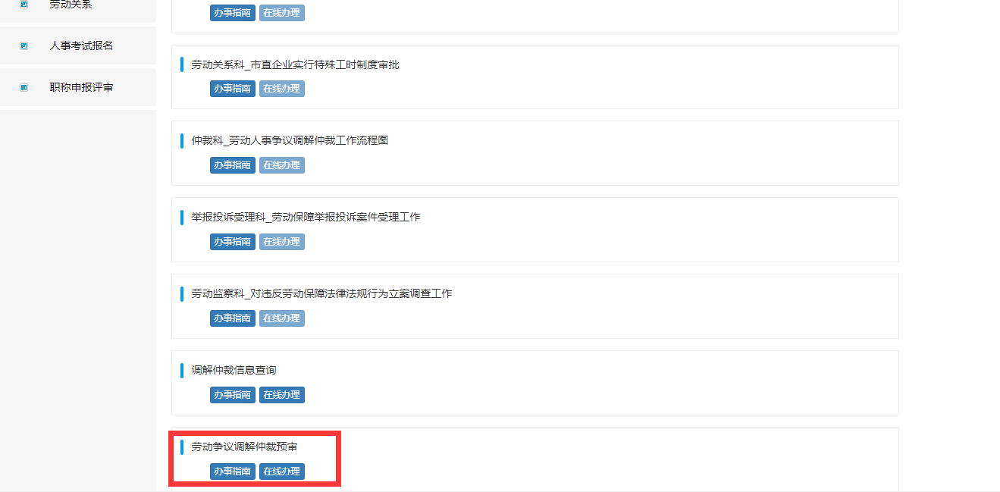 劳动关系
人事考试报名
职称申报评审
办事指南 在线办理
劳动关系科_市直企业实行特殊工时制度审批
办事指南 在线办理
仲裁科_劳动人事争议调解仲裁工作流程图
办事指南 在线办理
举报投诉受理科_劳动保障举报投诉案件受理工作
办事指南 在线办理
劳动监察科_对违反劳动保障法律法规行为立案调查工作
办事指南 在线办理
调解仲裁信息查询
办事指南 在线办理
劳动争议调解仲裁预审
办事指南 在线办理